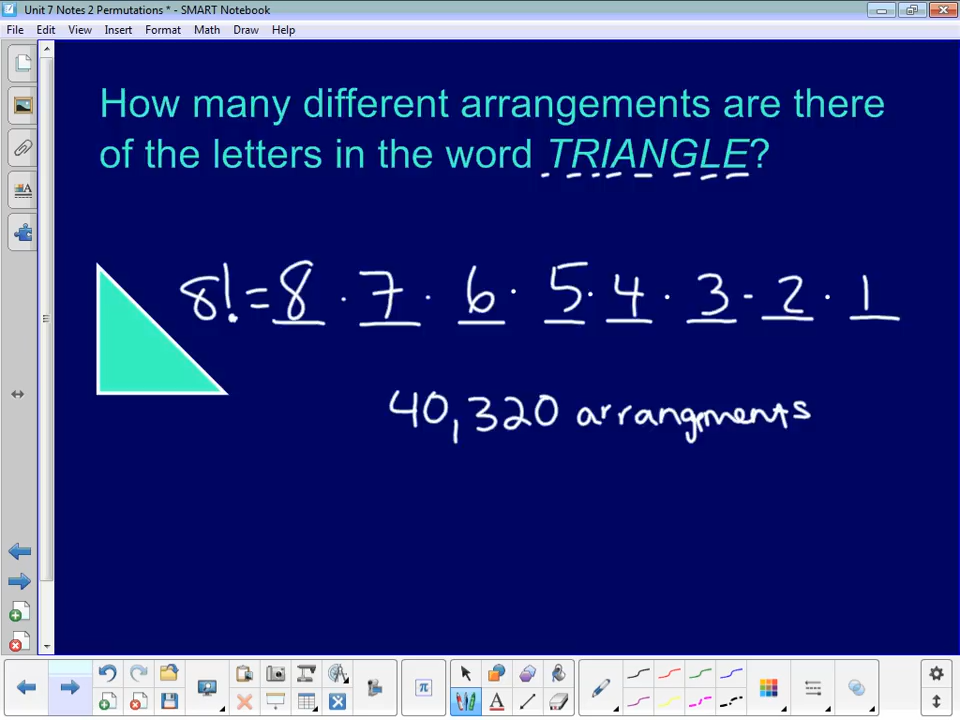 Unit 7 Notes 2 Permutations * - SMART Notebook
File Edit View Insert Format Math Draw Help
How many different arrangements are there
of the letters in the word TRIANGLE?
8! = 8 · 7 · 6 · 5 · 4 · 3 · 2 · 1
40,320 arrangments